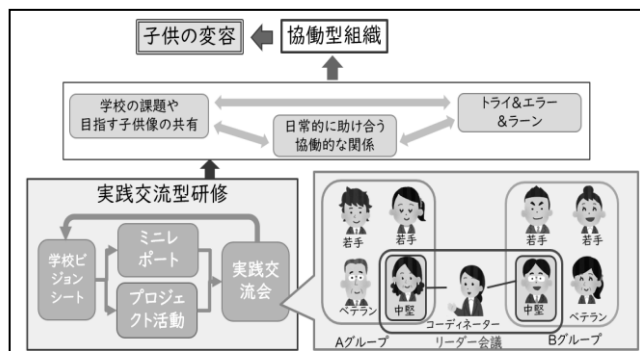 子供の変容
協働型組織
学校の課題や
目指す子供像の共有
日常的に助け合う
協働的な関係
トライ&エラー
&ラーン
実践交流型研修
学校ビジ
ョンシート
ミニレ
ポート
プロジェ
クト活動
実践交
流会
若手
若手
若手
若手
ベテラン
中堅
コーディネーター
中堅
ベテラン
Aグループ
リーダー会議
Bグループ